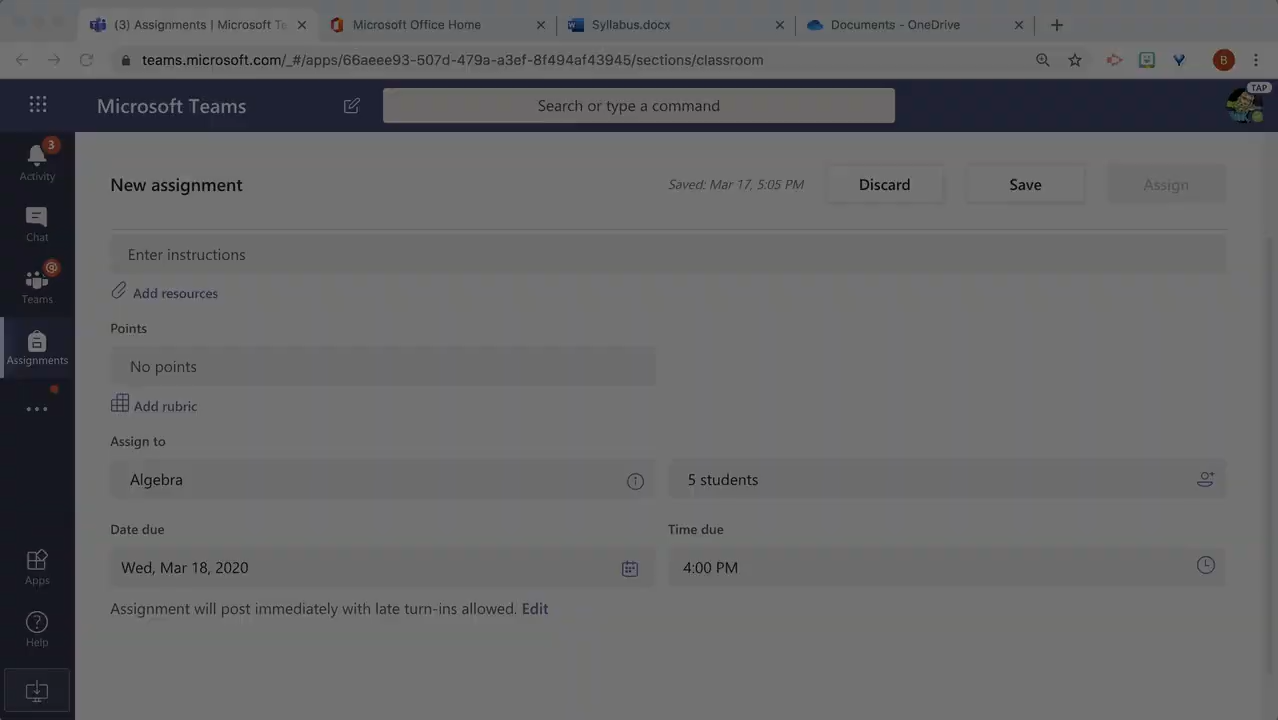 (3) Assignments | Microsoft Te
Microsoft Office Home
Syllabus.docx
Documents - OneDrive
teams.microsoft.com/_#/apps/66aeee93-507d-479a-a3ef-8f494af43945/sections/classroom
B
Microsoft Teams
Search or type a command
TAP
3
Activity
Chat
Teams
Assignments
Apps
Help
New assignment
Saved: Mar 17, 5:05 PM
Discard
Save
Assign
Enter instructions
Add resources
Points
No points
Add rubric
Assign to
Algebra
5 students
Date due
Time due
Wed, Mar 18, 2020
4:00 PM
Assignment will post immediately with late turn-ins allowed. Edit